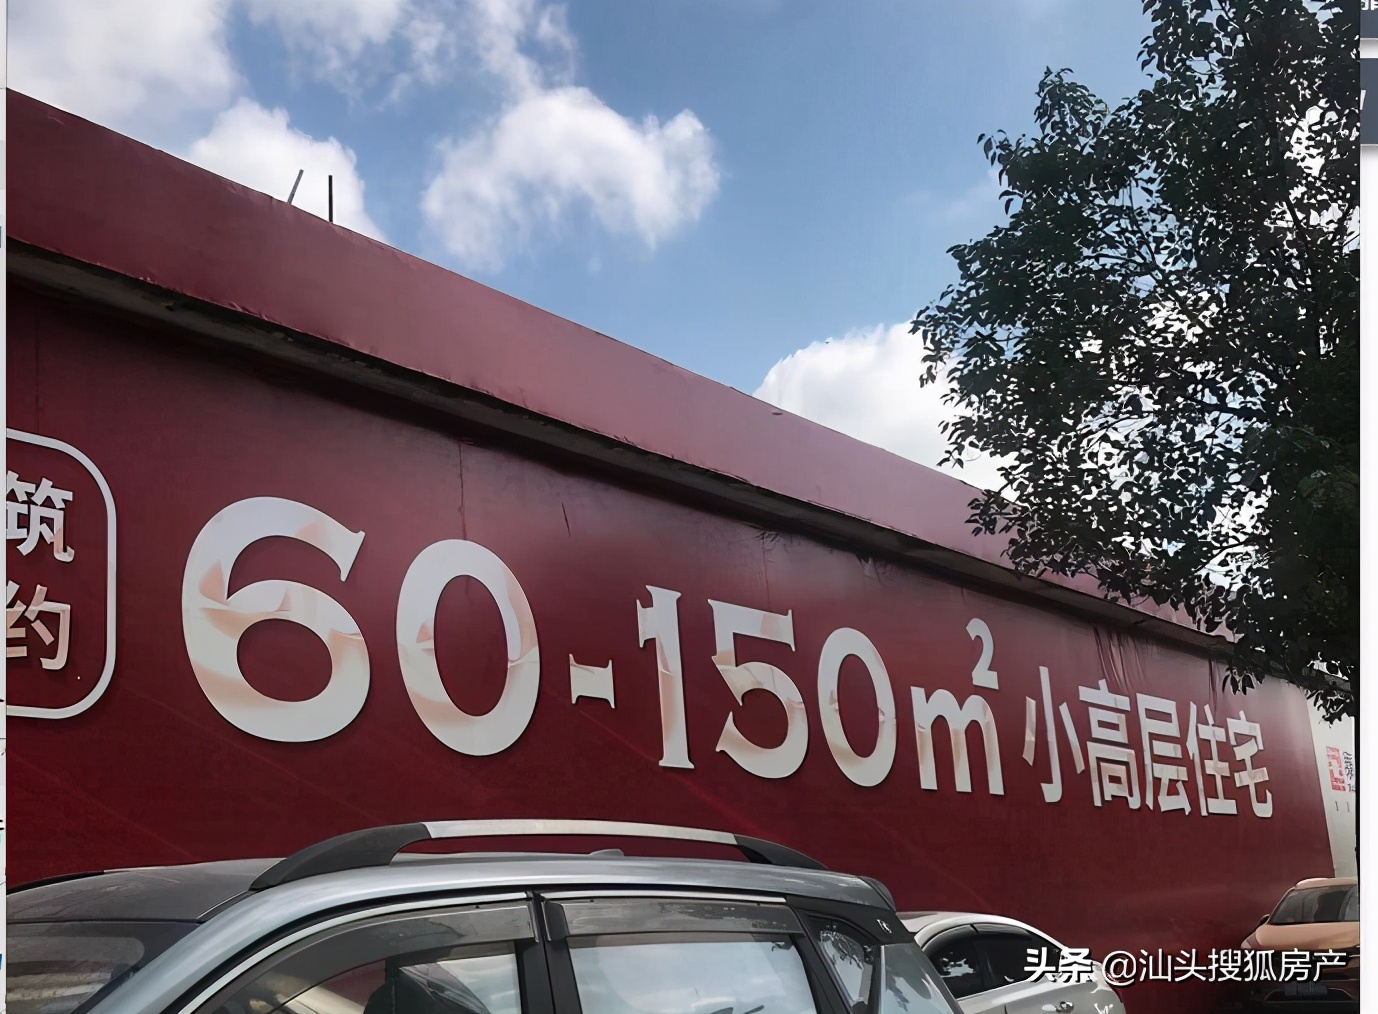 筑
约
60-150m² 小高层住宅
头条 @汕头搜狐房产